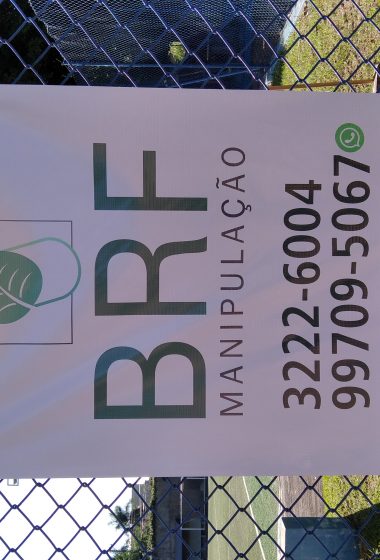 BRF
MANIPULAÇÃO
3222-6004
99709-5067